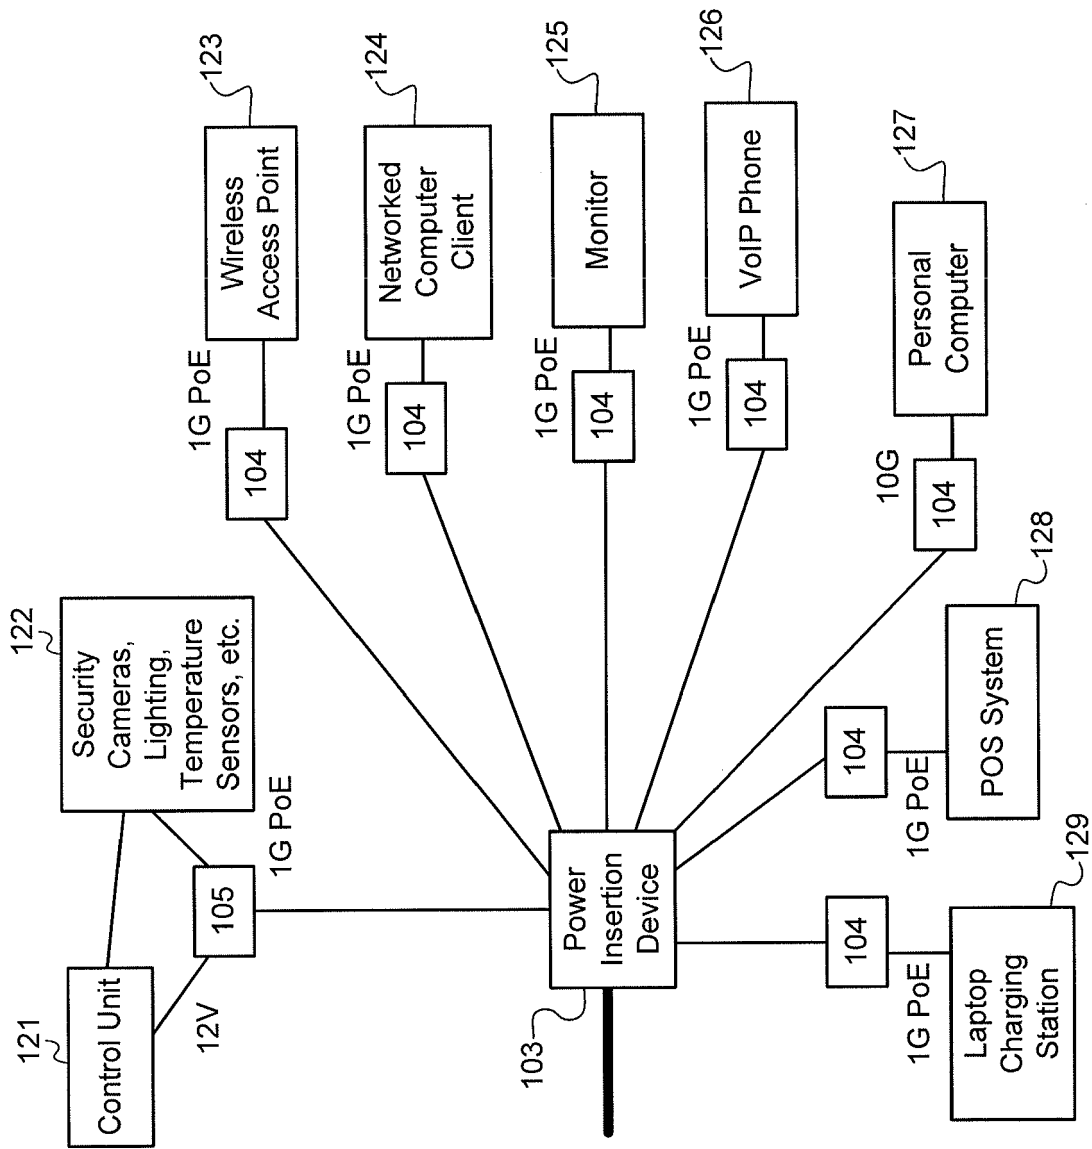 121
Control Unit
12V
105
1G PoE
122
Security
Cameras,
Lighting,
Temperature
Sensors, etc.
123
Wireless
Access Point
1G PoE
104
124
Networked
Computer
Client
1G PoE
104
125
Monitor
1G PoE
104
126
VoIP Phone
1G PoE
104
127
Personal
Computer
10G
104
128
POS System
1G PoE
104
129
Laptop
Charging
Station
1G PoE
104
103
Power
Insertion
Device